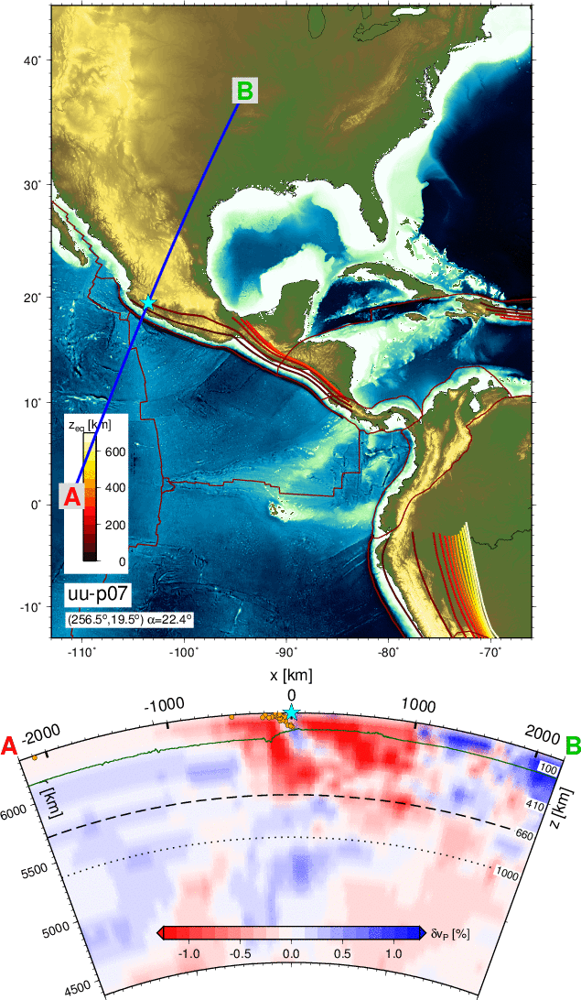 40°
30°
20°
10°
0°
-10°
B
A
z_eq [km]
600
400
200
0
uu-p07
(256.5°,19.5°) α=22.4°
-110° -100° -90° -80° -70°
x [km]
-2000 -1000 0 1000 2000
A B
100
410
660
1000
[km]
z [km]
6000
5500
5000
4500
δv_P [%]
-1.0 -0.5 0.0 0.5 1.0